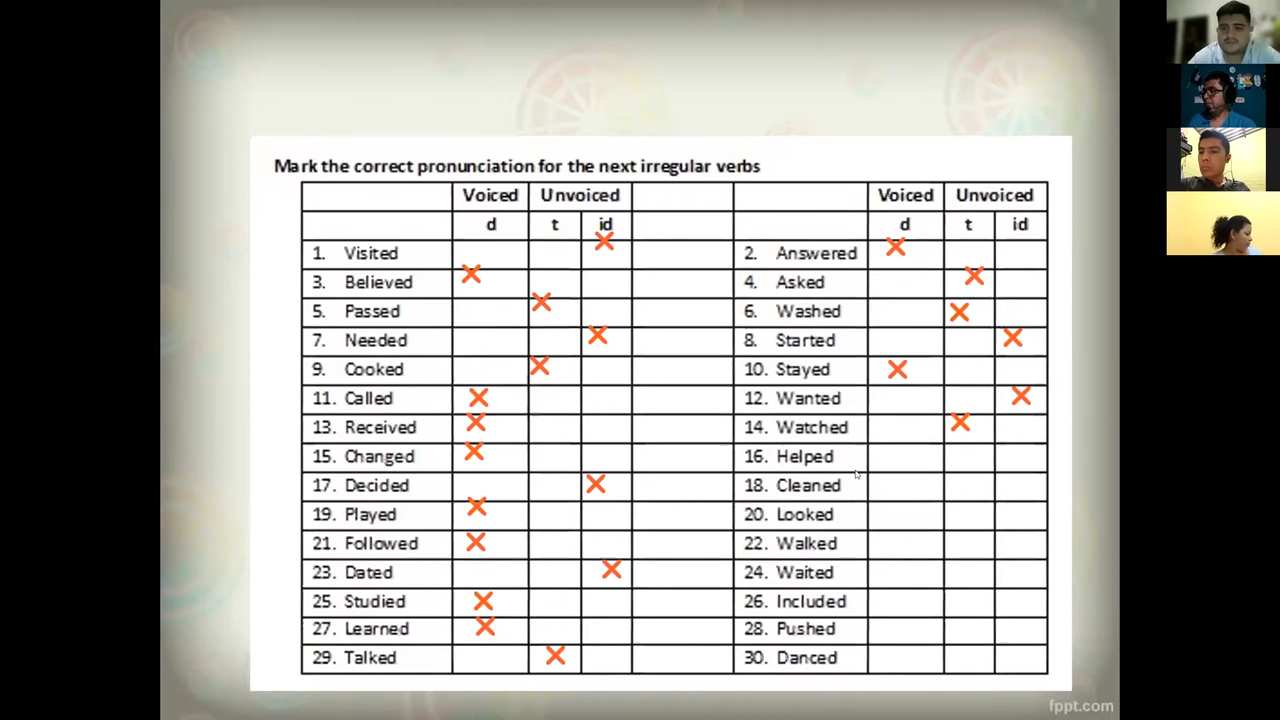 Mark the correct pronunciation for the next irregular verbs
Voiced Unvoiced Voiced Unvoiced
d t id d t id
1. Visited 2. Answered
3. Believed 4. Asked
5. Passed 6. Washed
7. Needed 8. Started
9. Cooked 10. Stayed
11. Called 12. Wanted
13. Received 14. Watched
15. Changed 16. Helped
17. Decided 18. Cleaned
19. Played 20. Looked
21. Followed 22. Walked
23. Dated 24. Waited
25. Studied 26. Included
27. Learned 28. Pushed
29. Talked 30. Danced
fppt.com